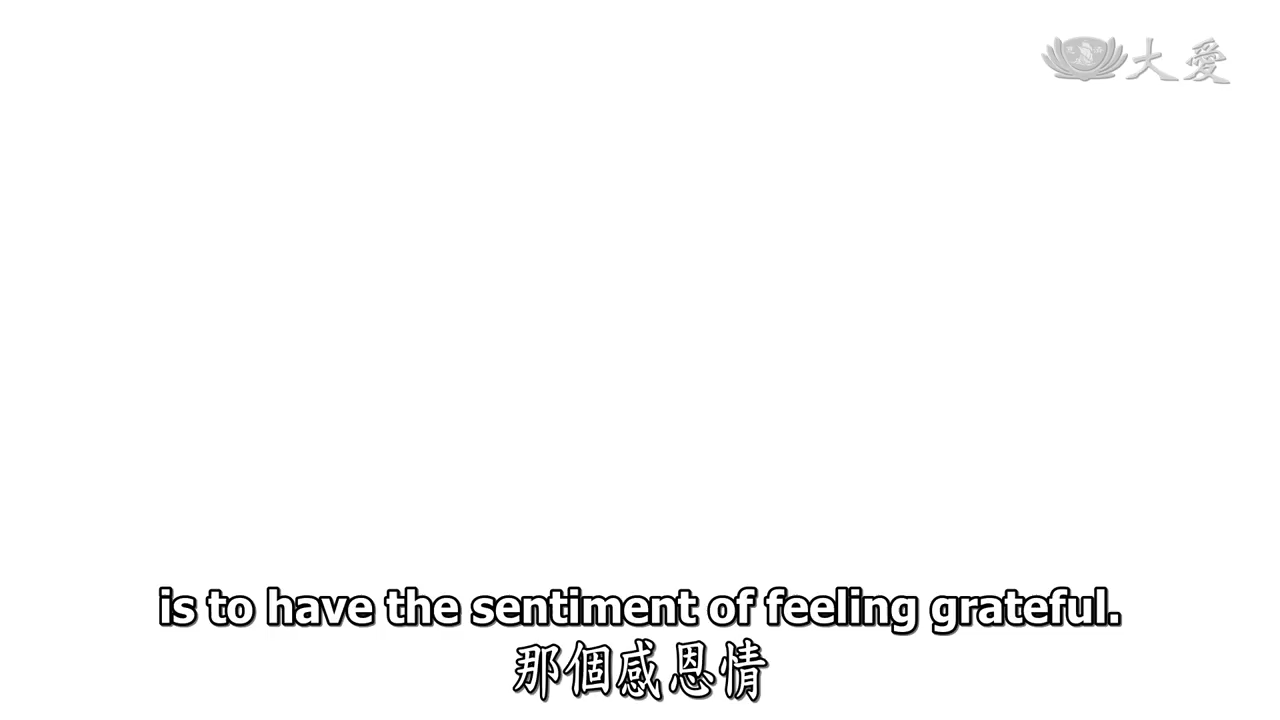 大愛
is to have the sentiment of feeling grateful.
那個感恩情